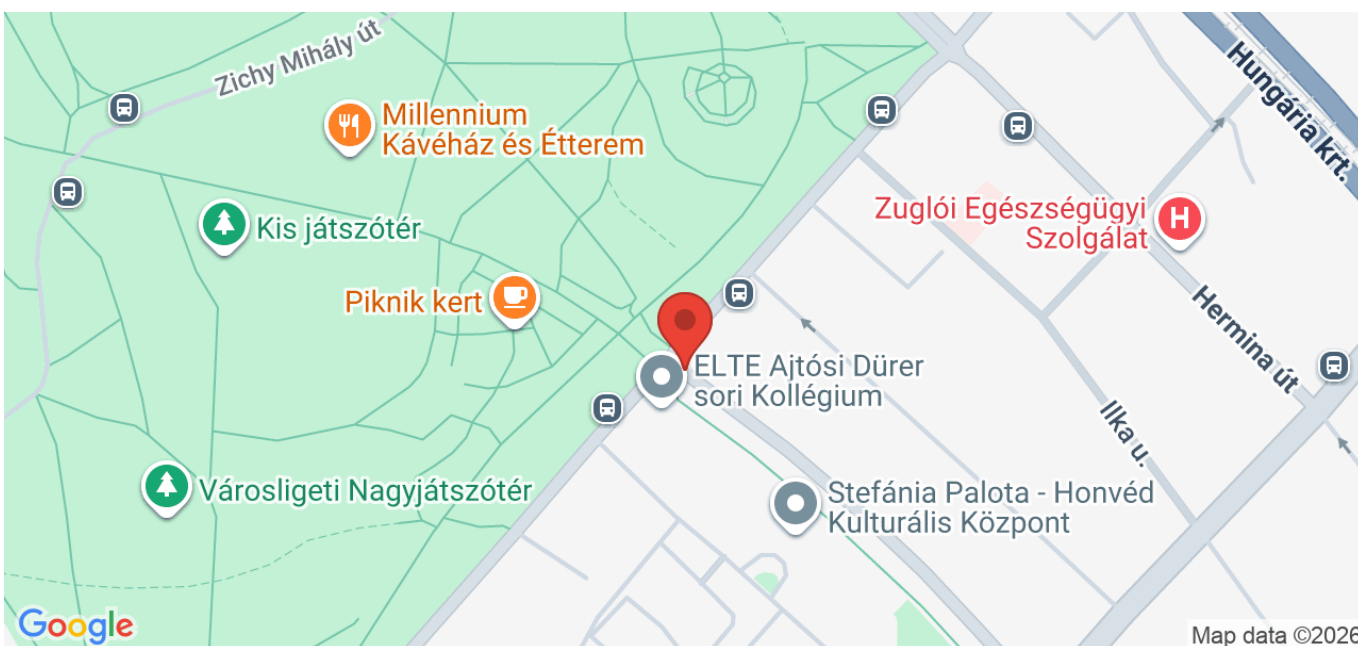 Zichy Mihály út
Millennium
Kávéház és Étterem
Hungária krt.
Kis játszótér
Zuglói Egészségügyi
Szolgálat
H
Piknik kert
Hermina út
ELTE Ajtósi Dürer
sori Kollégium
Ilka u.
Városligeti Nagyjátszótér
Stefánia Palota - Honvéd
Kulturális Központ
Google
Map data ©2026